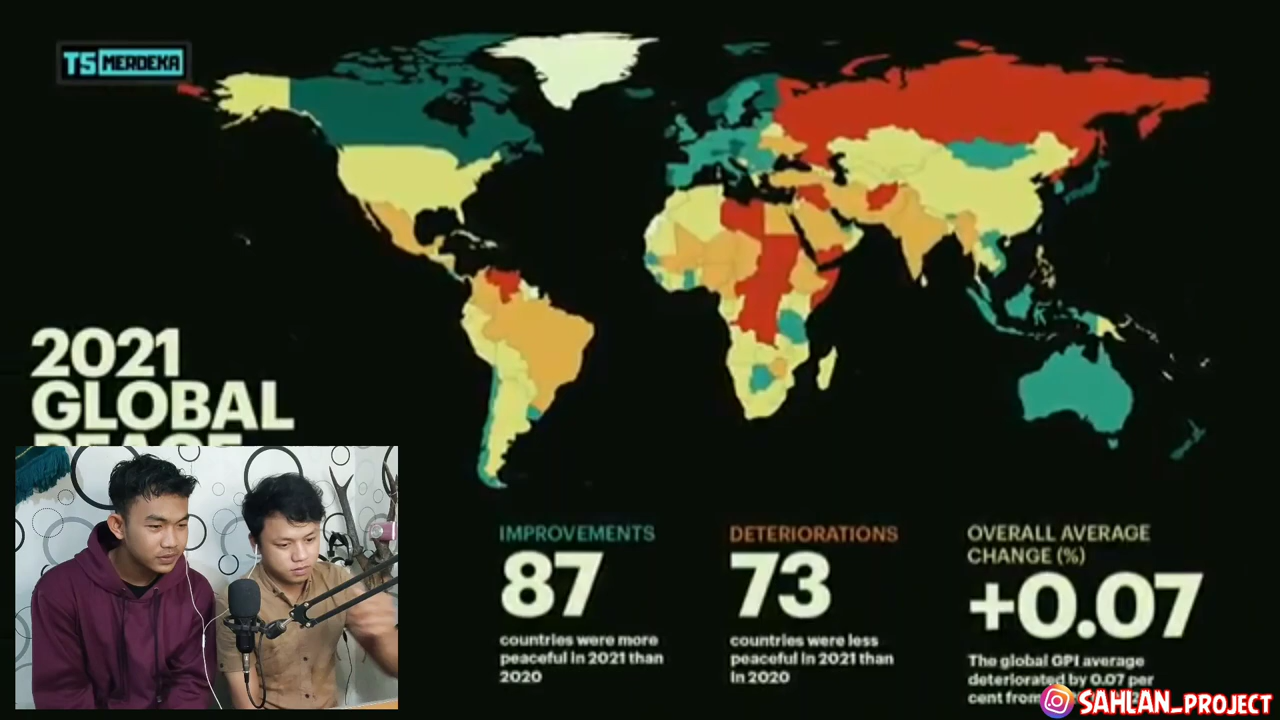 T5 MERDEKA
2021
GLOBAL
PEACE
IMPROVEMENTS
87
countries were more
peaceful in 2021 than
2020
DETERIORATIONS
73
countries were less
peaceful in 2021 than
in 2020
OVERALL AVERAGE
CHANGE (%)
+0.07
The global GPI average
deteriorated by 0.07 per
cent from
SAHLAN_PROJECT